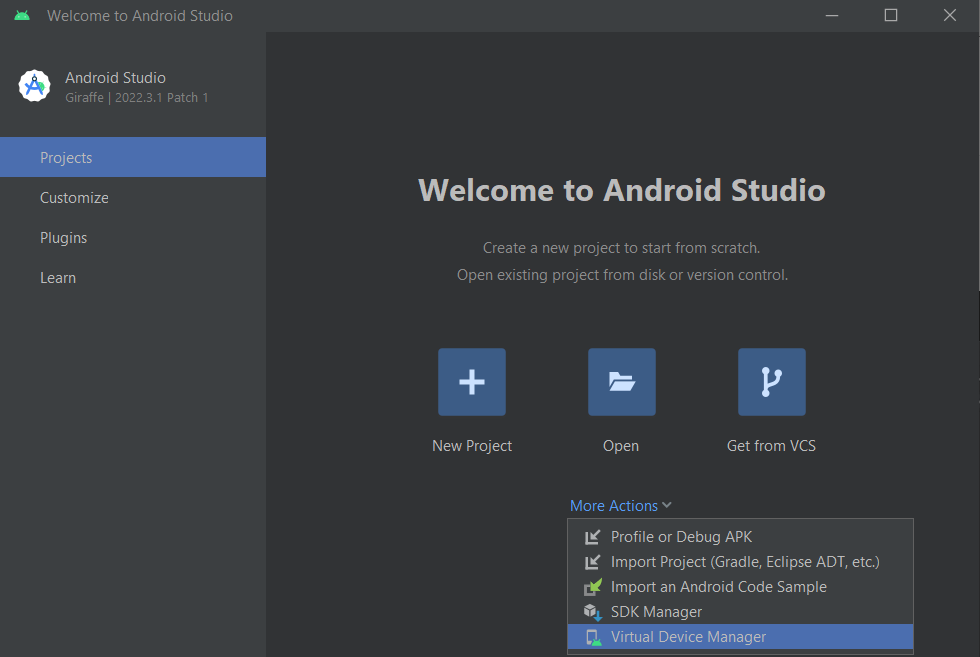 Welcome to Android Studio
Android Studio
Giraffe | 2022.3.1 Patch 1
Projects
Customize
Plugins
Learn
Welcome to Android Studio
Create a new project to start from scratch.
Open existing project from disk or version control.
New Project
Open
Get from VCS
More Actions
Profile or Debug APK
Import Project (Gradle, Eclipse ADT, etc.)
Import an Android Code Sample
SDK Manager
Virtual Device Manager